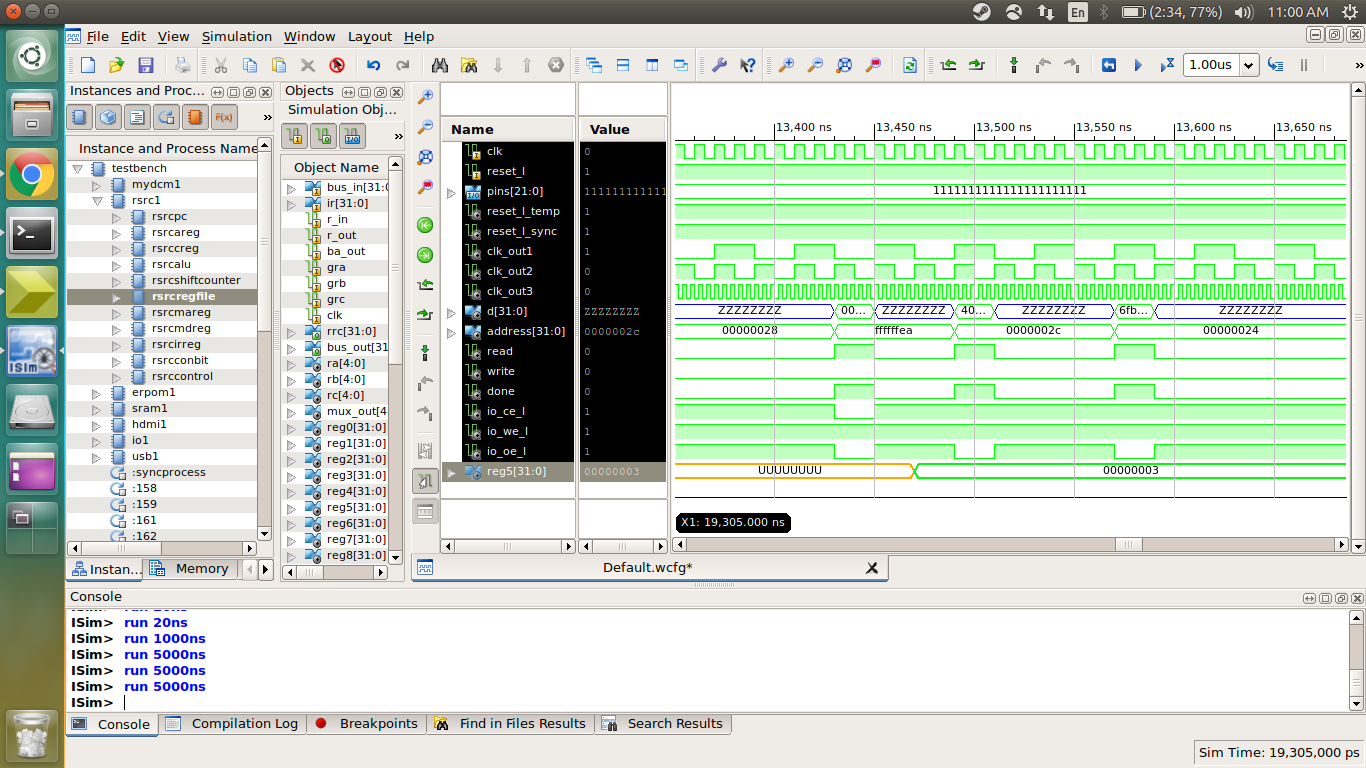 En (2:34, 77%) 11:00 AM
File Edit View Simulation Window Layout Help
1.00us
Instances and Proc...
F(x)
Instance and Process Name
testbench
mydcm1
rsrc1
rsrcpc
rsrcareg
rsrccreg
rsrcalu
rsrcshiftcounter
rsrcregfile
rsrcmareg
rsrcmdreg
rsrcirreg
rsrcconbit
rsrccontrol
erpom1
sram1
hdmi1
io1
usb1
:syncprocess
:158
:159
:161
:162
Instan...
Memory
Objects
Simulation Obj...
Object Name
bus_in[31:0
ir[31:0]
r_in
r_out
ba_out
gra
grb
grc
clk
rrc[31:0]
bus_out[31
ra[4:0]
rb[4:0]
rc[4:0]
mux_out[4
reg0[31:0]
reg1[31:0]
reg2[31:0]
reg3[31:0]
reg4[31:0]
reg5[31:0]
reg6[31:0]
reg7[31:0]
reg8[31:0]
Name Value
clk 0
reset_l 1
pins[21:0] 1111111111111
reset_l_temp 1
reset_l_sync 1
clk_out1 1
clk_out2 0
clk_out3 0
d[31:0] ZZZZZZZZ
address[31:0] 0000002c
read 0
write 0
done 0
io_ce_l 1
io_we_l 1
io_oe_l 1
reg5[31:0] 00000003
13,400 ns 13,450 ns 13,500 ns 13,550 ns 13,600 ns 13,650 ns
1111111111111111111111
ZZZZZZZZ 00... ZZZZZZZZ 40... ZZZZZZZZ 6fb... ZZZZZZZZ
00000028 ffffffea 0000002c 00000024
UUUUUUUU 00000003
X1: 19,305.000 ns
Default.wcfg*
Console
ISim> run 20ns
ISim> run 1000ns
ISim> run 5000ns
ISim> run 5000ns
ISim> run 5000ns
ISim>
Console Compilation Log Breakpoints Find in Files Results Search Results
Sim Time: 19,305,000 ps
ISim